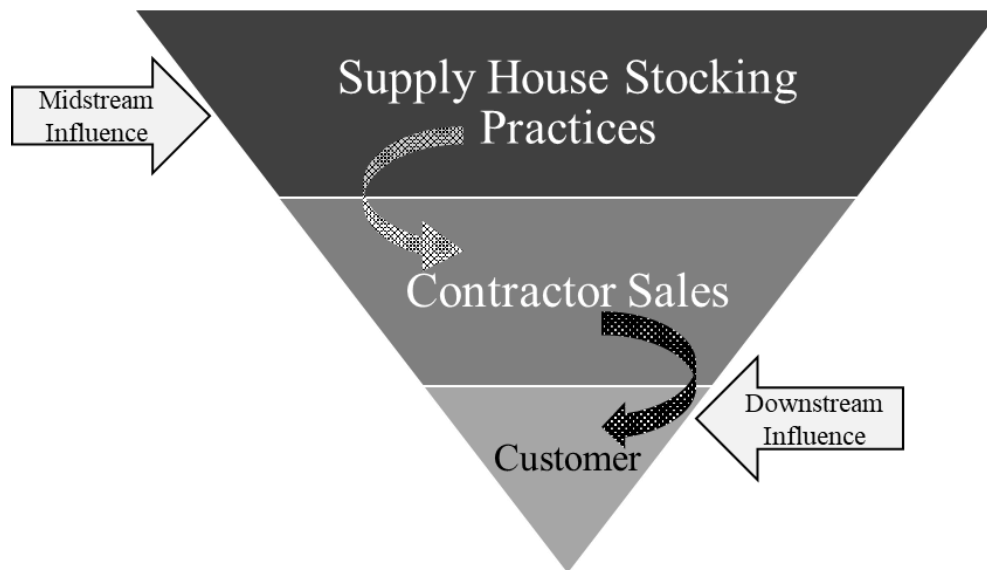 Supply House Stocking
Practices
Midstream
Influence
Contractor Sales
Downstream
Influence
Customer